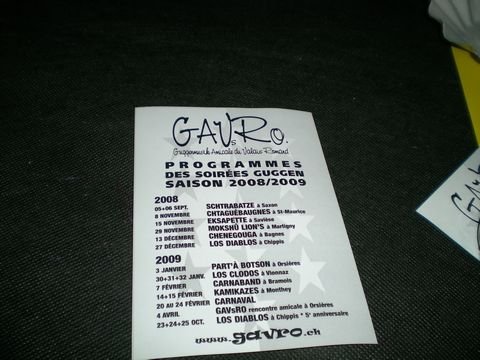 GAVsRO.
Guggenmusik Amicale du Valais Romand
PROGRAMMES
DES SOIRÉES GUGGEN
SAISON 2008/2009
2008
05+06 SEPT. SCHTRABATZE à Saxon
8 NOVEMBRE CHTAGUÉBAUGNES à St-Maurice
15 NOVEMBRE EKSAPETTE à Savièse
29 NOVEMBRE MOKSHÛ LION'S à Martigny
13 DÉCEMBRE CHENEGOUGA à Bagnes
27 DÉCEMBRE LOS DIABLOS à Chippis
2009
3 JANVIER PART'À BOTSON à Orsières
30+31+32 JANV. LOS CLODOS à Vionnaz
7 FÉVRIER CARNABAND à Bramois
14+15 FÉVRIER KAMIKAZES à Monthey
20 AU 24 FÉVRIER CARNAVAL
4 AVRIL GAVsRO rencontre amicale à Orsières
23+24+25 OCT. LOS DIABLOS à Chippis * 5e anniversaire
www.gavro.ch